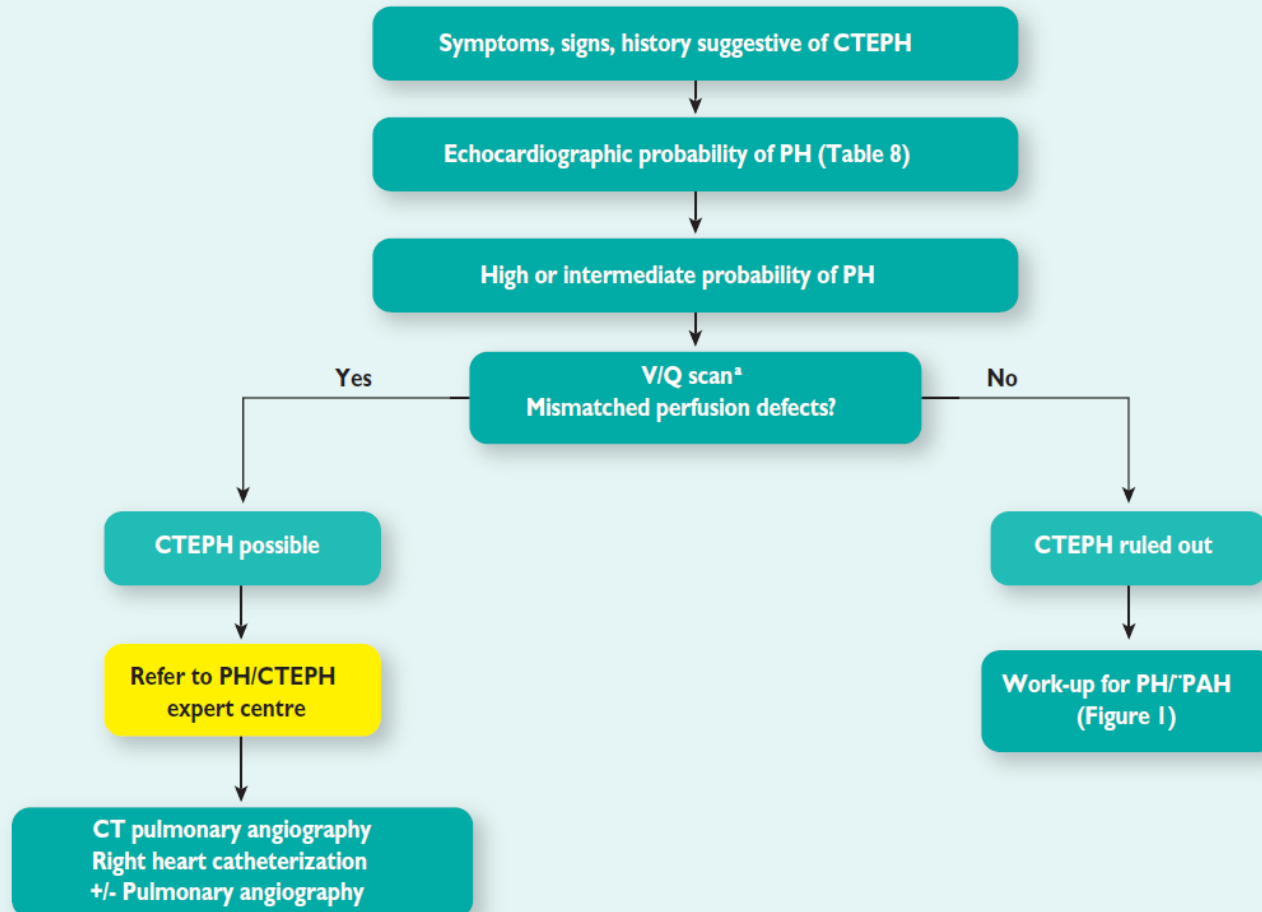 Symptoms, signs, history suggestive of CTEPH
Echocardiographic probability of PH (Table 8)
High or intermediate probability of PH
Yes
V/Q scanª
No
Mismatched perfusion defects?
CTEPH possible
CTEPH ruled out
Refer to PH/CTEPH
expert centre
Work-up for PH/¨PAH
(Figure 1)
CT pulmonary angiography
Right heart catheterization
+/- Pulmonary angiography